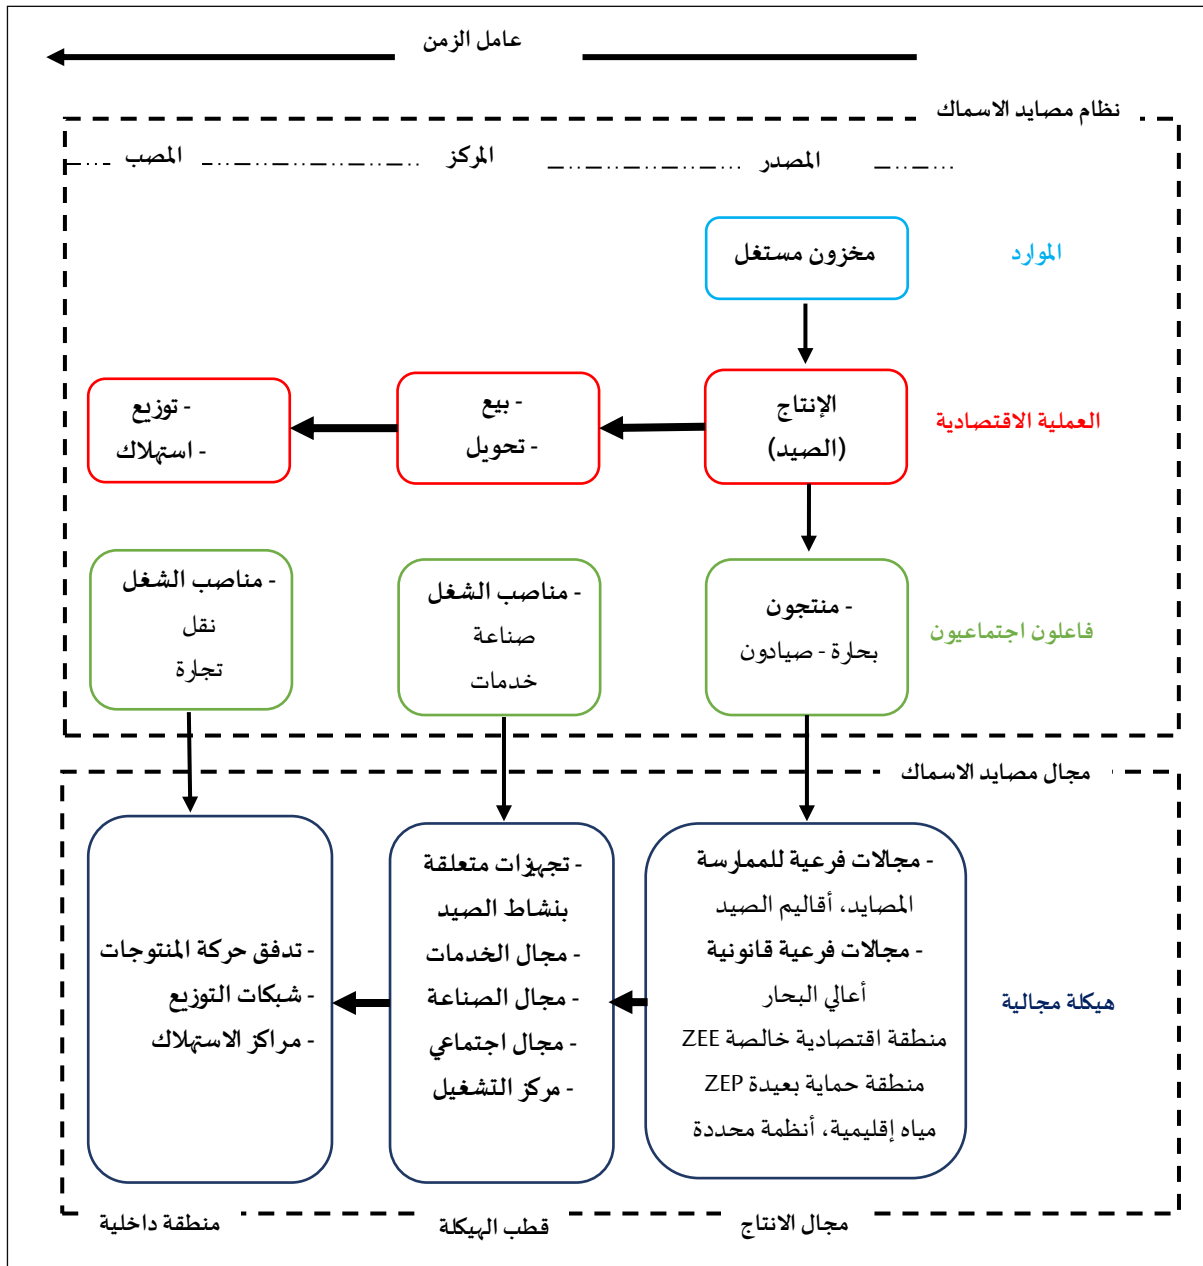 عامل الزمن
نظام مصايد الاسماك
المصدر
المركز
المصب
الموارد
مخزون مستغل
العملية الاقتصادية
الإنتاج
(الصيد)
- بيع
- تحويل
- توزيع
- استهلاك
فاعلون اجتماعيون
- منتجون
بحارة - صيادون
- مناصب الشغل
صناعة
خدمات
- مناصب الشغل
نقل
تجارة
مجال مصايد الاسماك
هيكلة مجالية
- مجالات فرعية للممارسة
المصايد، أقاليم الصيد
- مجالات فرعية قانونية
أعالي البحار
منطقة اقتصادية خالصة ZEE
منطقة حماية بعيدة ZEP
مياه إقليمية، أنظمة محددة
- تجهيزات متعلقة
بنشاط الصيد
- مجال الخدمات
- مجال الصناعة
- مجال اجتماعي
- مركز التشغيل
- تدفق حركة المنتوجات
- شبكات التوزيع
- مراكز الاستهلاك
مجال الانتاج
قطب الهيكلة
منطقة داخلية